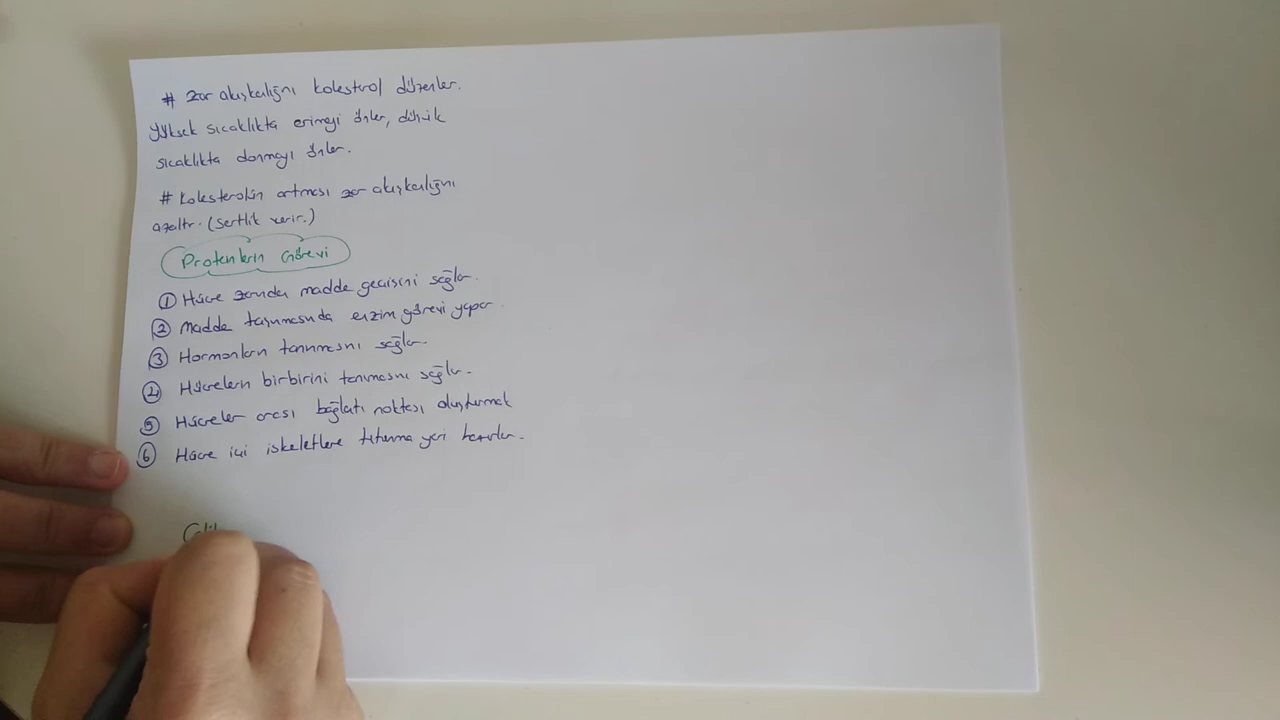 # zar akışkanlığını kolesterol düzenler.
Yüksek sıcaklıkta erimeyi önler, düşük
sıcaklıkta donmayı önler.
# Kolesterolün artması zar akışkanlığını
azaltır. (Sertlik verir.)
Proteinlerin Görevi
① Hücre zarında madde geçişini sağlar.
② Madde taşınmasında enzim görevi yapar.
③ Hormonların tanınmasını sağlar.
④ Hücrelerin birbirini tanımasını sağlar.
⑤ Hücreler arası bağlantı noktası oluşturmak
⑥ Hücre içi iskeletlere tutunma yeri hazırlar.